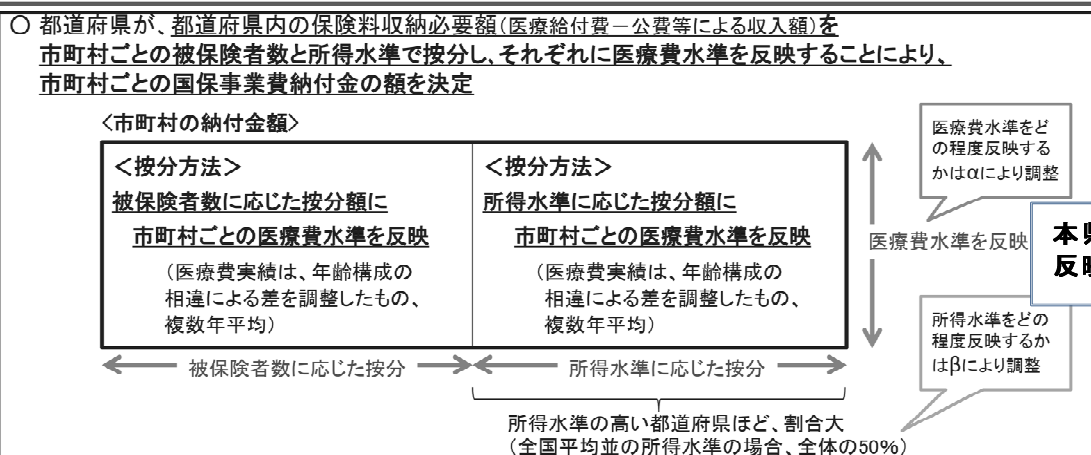 ○ 都道府県が、都道府県内の保険料収納必要額(医療給付費－公費等による収入額)を
市町村ごとの被保険者数と所得水準で按分し、それぞれに医療費水準を反映することにより、
市町村ごとの国保事業費納付金の額を決定
＜市町村の納付金額＞
＜按分方法＞
被保険者数に応じた按分額に
市町村ごとの医療費水準を反映
（医療費実績は、年齢構成の
相違による差を調整したもの、
複数年平均）
＜按分方法＞
所得水準に応じた按分額に
市町村ごとの医療費水準を反映
（医療費実績は、年齢構成の
相違による差を調整したもの、
複数年平均）
医療費水準をど
の程度反映する
かはαにより調整
医療費水準を反映
本県
反映
所得水準をどの
程度反映するか
はβにより調整
被保険者数に応じた按分
所得水準に応じた按分
所得水準の高い都道府県ほど、割合大
（全国平均並の所得水準の場合、全体の50%）